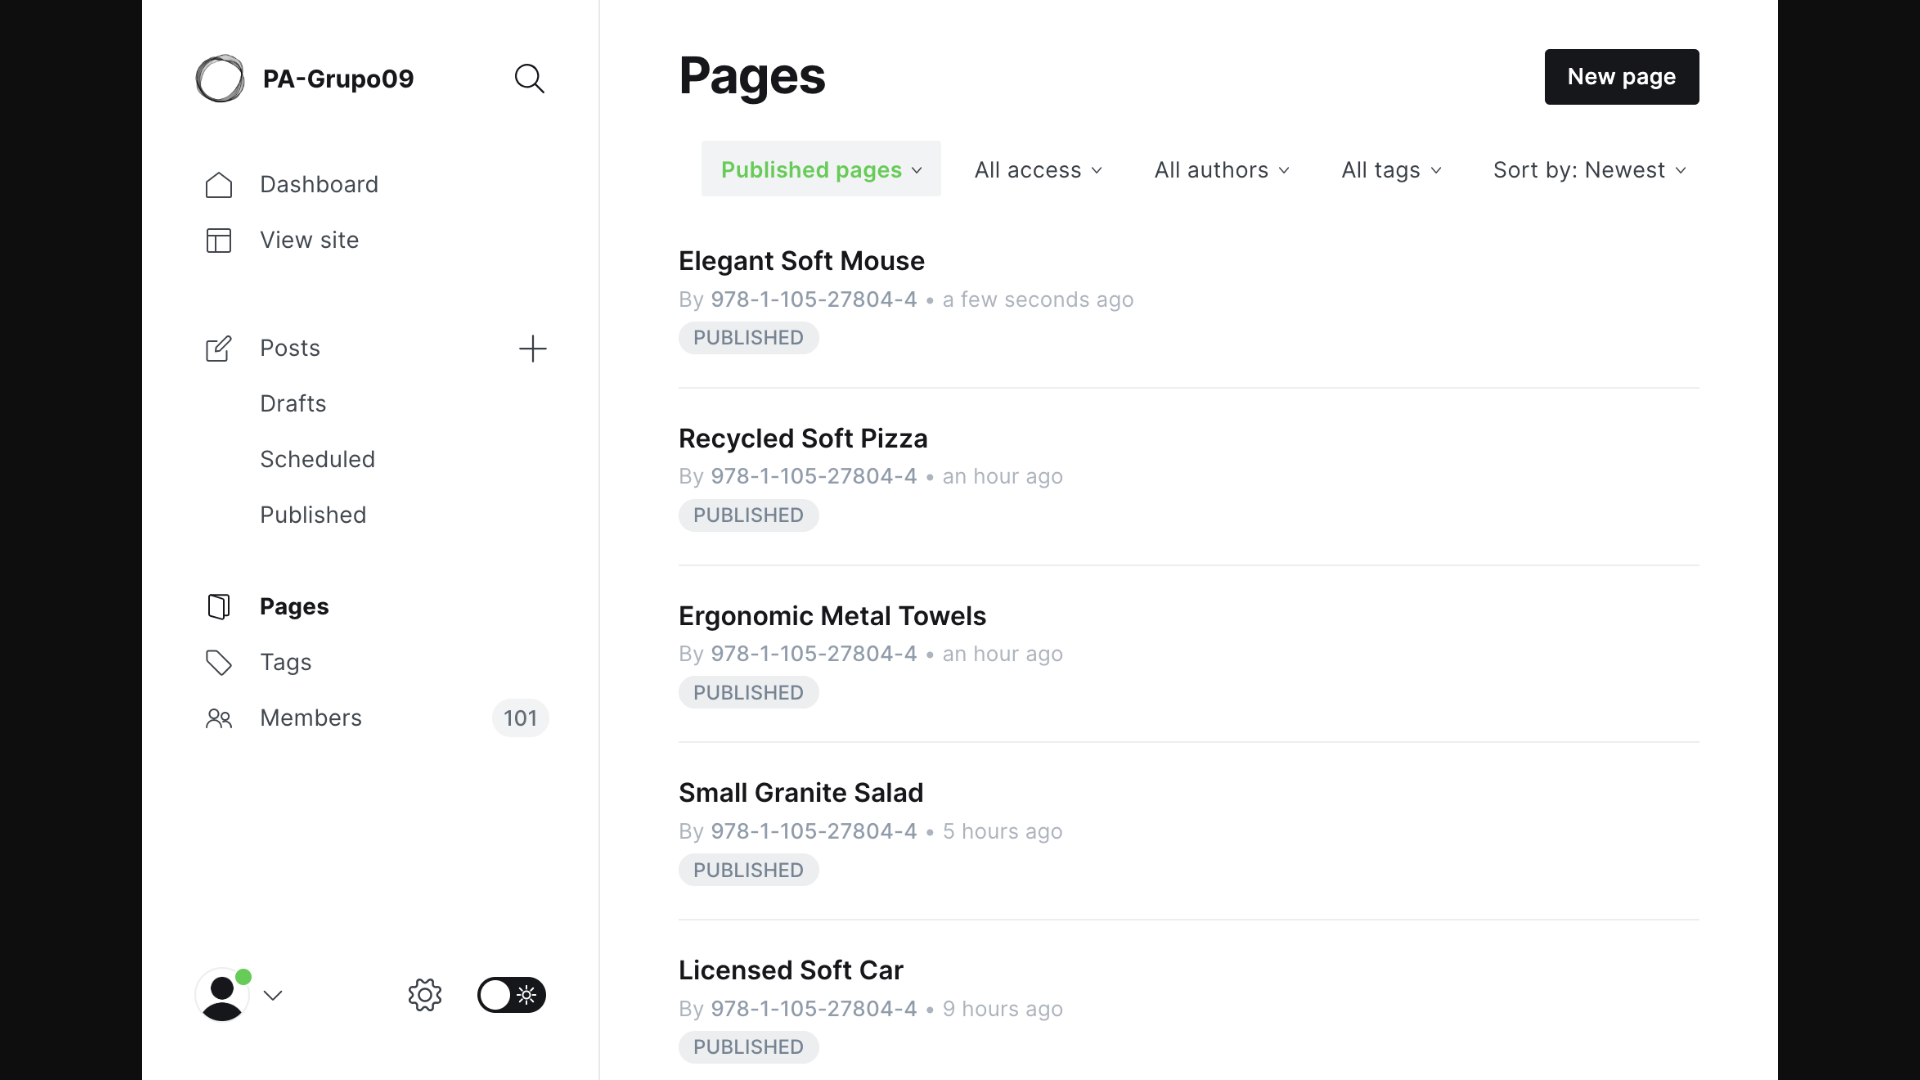 PA-Grupo09
Dashboard
View site
Posts
Drafts
Scheduled
Published
Pages
Tags
Members 101
Pages
New page
Published pages All access All authors All tags Sort by: Newest
Elegant Soft Mouse
By 978-1-105-27804-4 • a few seconds ago
PUBLISHED
Recycled Soft Pizza
By 978-1-105-27804-4 • an hour ago
PUBLISHED
Ergonomic Metal Towels
By 978-1-105-27804-4 • an hour ago
PUBLISHED
Small Granite Salad
By 978-1-105-27804-4 • 5 hours ago
PUBLISHED
Licensed Soft Car
By 978-1-105-27804-4 • 9 hours ago
PUBLISHED